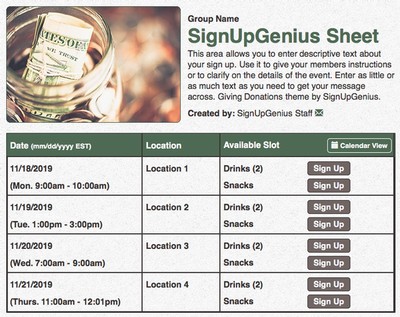 TES OF
WE TRUST
Group Name
SignUpGenius Sheet
This area allows you to enter descriptive text about
your sign up. Use it to give your members instructions
or to clarify on the details of the event. Enter as little or
as much text as you need to get your message
across. Giving Donations theme by SignUpGenius.
Created by: SignUpGenius Staff
Date (mm/dd/yyyy EST) Location Available Slot Calendar View
11/18/2019 Location 1 Drinks (2) Sign Up
(Mon. 9:00am - 10:00am) Snacks Sign Up
11/19/2019 Location 2 Drinks (2) Sign Up
(Tue. 1:00pm - 3:00pm) Snacks Sign Up
11/20/2019 Location 3 Drinks (2) Sign Up
(Wed. 7:00am - 9:00am) Snacks Sign Up
11/21/2019 Location 4 Drinks (2) Sign Up
(Thurs. 11:00am - 12:01pm) Snacks Sign Up